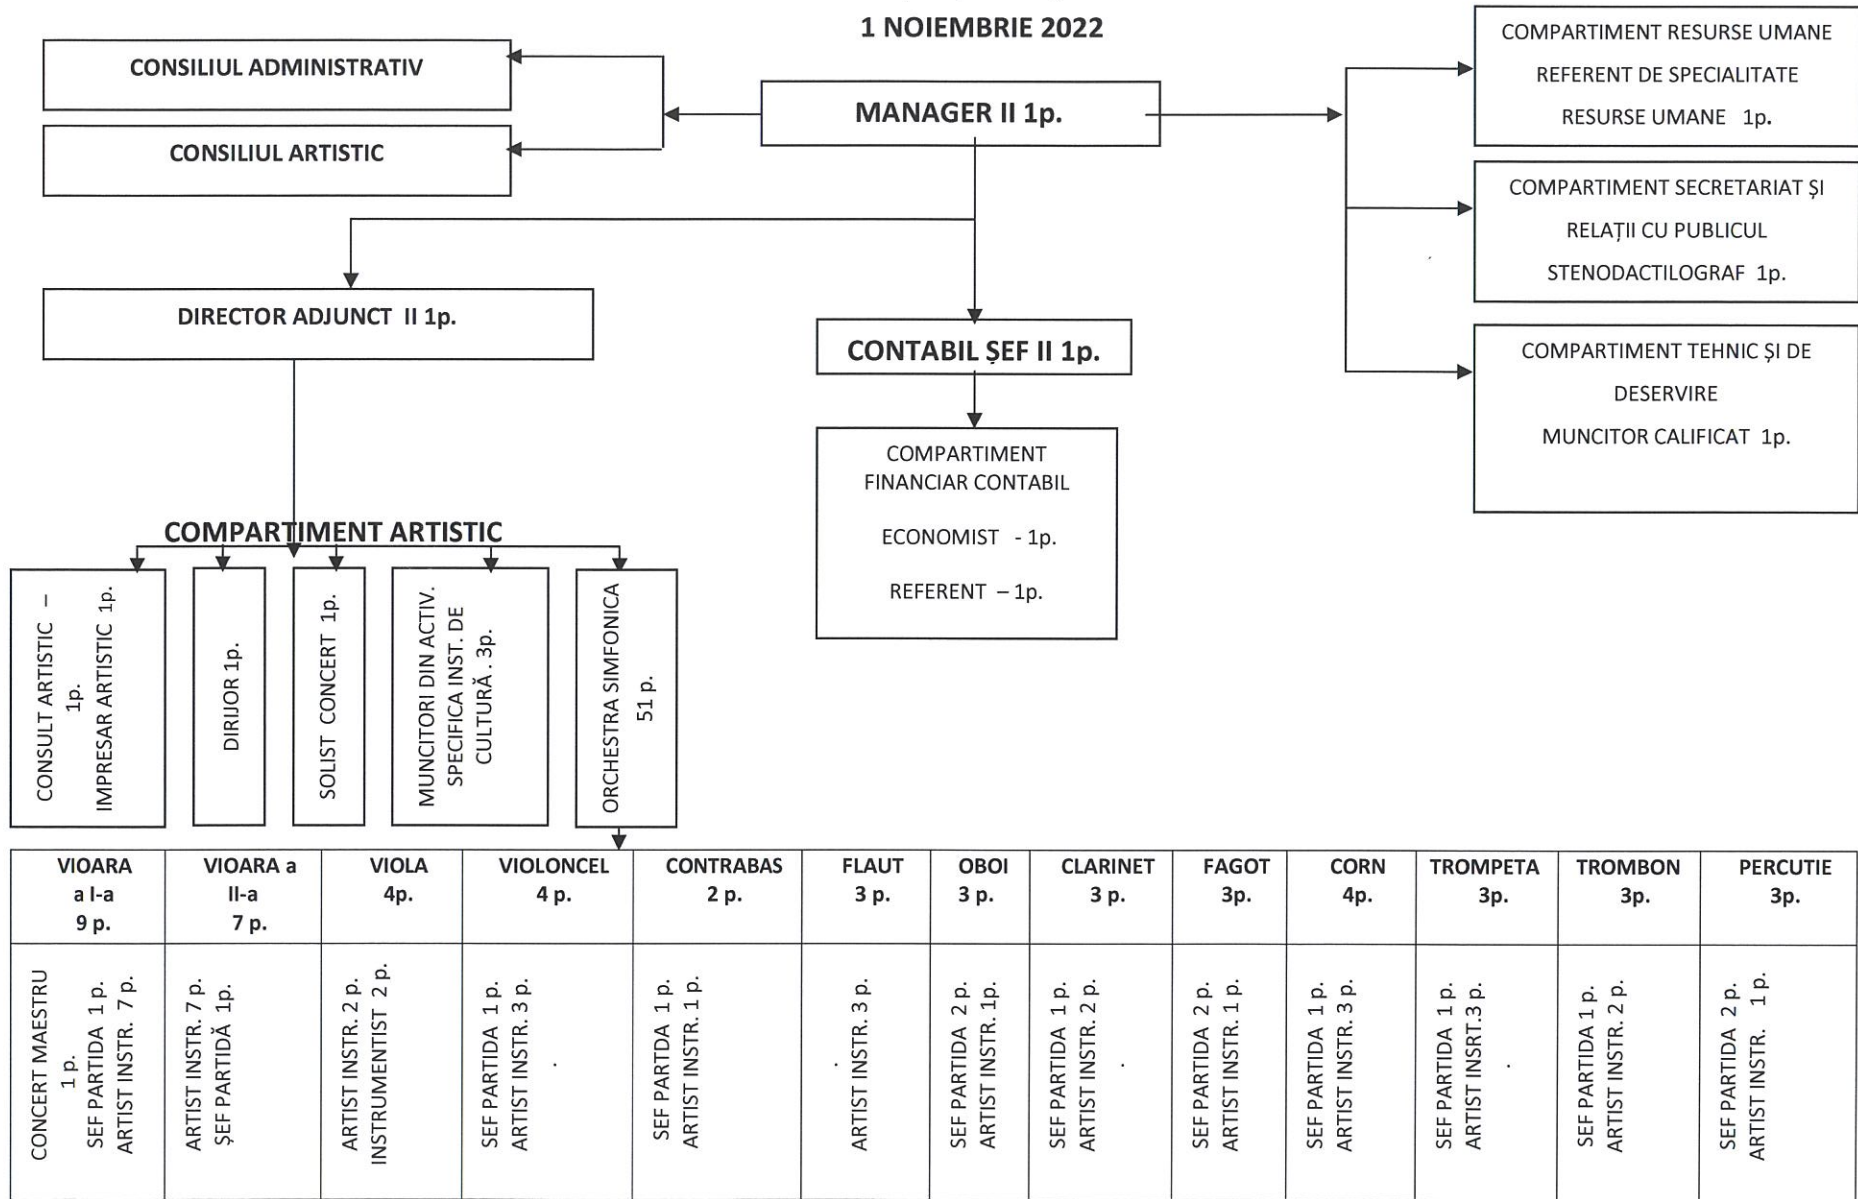 1 NOIEMBRIE 2022
CONSILIUL ADMINISTRATIV
CONSILIUL ARTISTIC
MANAGER II 1p.
COMPARTIMENT RESURSE UMANE
REFERENT DE SPECIALITATE
RESURSE UMANE 1p.
COMPARTIMENT SECRETARIAT ȘI
RELAȚII CU PUBLICUL
STENODACTILOGRAF 1p.
COMPARTIMENT TEHNIC ȘI DE
DESERVIRE
MUNCITOR CALIFICAT 1p.
DIRECTOR ADJUNCT II 1p.
CONTABIL ȘEF II 1p.
COMPARTIMENT
FINANCIAR CONTABIL
ECONOMIST - 1p.
REFERENT – 1p.
COMPARTIMENT ARTISTIC
CONSULT ARTISTIC –
1p.
IMPRESAR ARTISTIC 1p.
DIRIJOR 1p.
SOLIST CONCERT 1p.
MUNCITORI DIN ACTIV.
SPECIFICA INST. DE
CULTURĂ . 3p.
ORCHESTRA SIMFONICA
51 p.
VIOARA
a I-a
9 p.
VIOARA a
II-a
7 p.
VIOLA
4p.
VIOLONCEL
4 p.
CONTRABAS
2 p.
FLAUT
3 p.
OBOI
3 p.
CLARINET
3 p.
FAGOT
3p.
CORN
4p.
TROMPETA
3p.
TROMBON
3p.
PERCUTIE
3p.
CONCERT MAESTRU
1 p.
SEF PARTIDA 1 p.
ARTIST INSTR. 7 p.
ARTIST INSTR. 7 p.
ȘEF PARTIDĂ 1p.
ARTIST INSTR. 2 p.
INSTRUMENTIST 2 p.
SEF PARTIDA 1 p.
ARTIST INSTR. 3 p.
SEF PARTDA 1 p.
ARTIST INSTR. 1 p.
ARTIST INSTR. 3 p.
SEF PARTIDA 2 p.
ARTIST INSTR. 1p.
SEF PARTIDA 1 p.
ARTIST INSTR. 2 p.
SEF PARTIDA 2 p.
ARTIST INSTR. 1 p.
SEF PARTIDA 1 p.
ARTIST INSTR. 3 p.
SEF PARTIDA 1 p.
ARTIST INSRT.3 p.
SEF PARTIDA 1 p.
ARTIST INSTR. 2 p.
SEF PARTIDA 2 p.
ARTIST INSTR. 1 p.